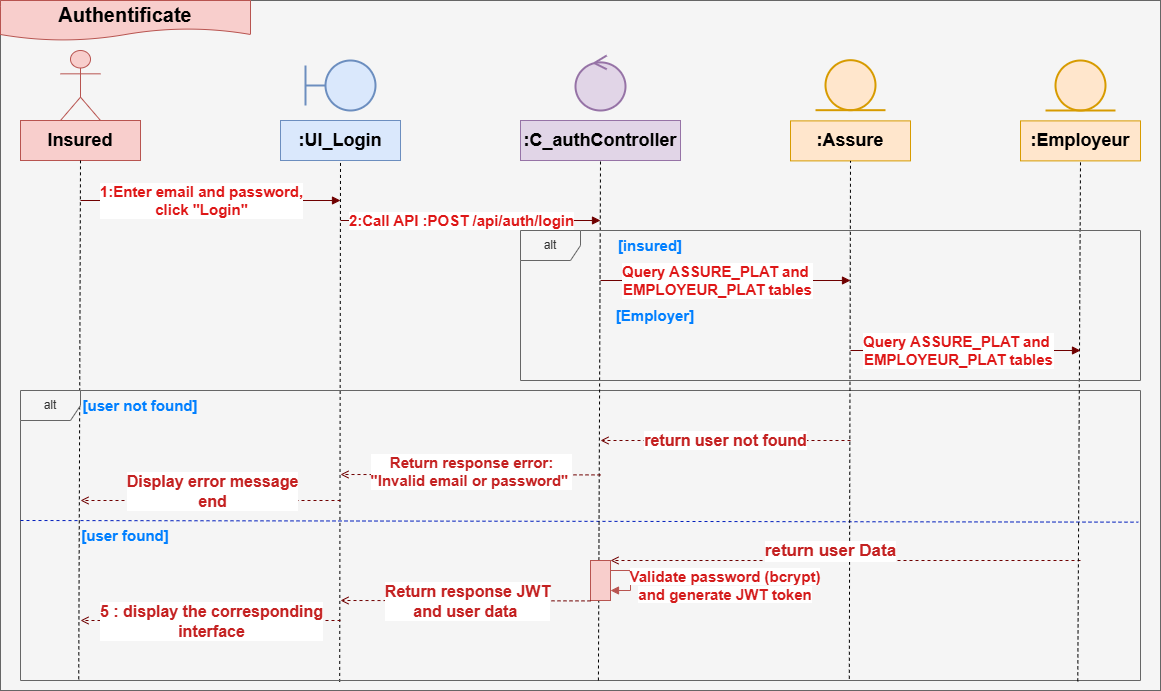 Authentificate
Insured
:UI_Login
:C_authController
:Assure
:Employeur
1:Enter email and password,
click "Login"
2:Call API :POST /api/auth/login
alt
[insured]
Query ASSURE_PLAT and
EMPLOYEUR_PLAT tables
[Employer]
Query ASSURE_PLAT and
EMPLOYEUR_PLAT tables
alt
[user not found]
return user not found
Return response error:
"Invalid email or password"
Display error message
end
[user found]
return user Data
Validate password (bcrypt)
and generate JWT token
Return response JWT
and user data
5 : display the corresponding
interface